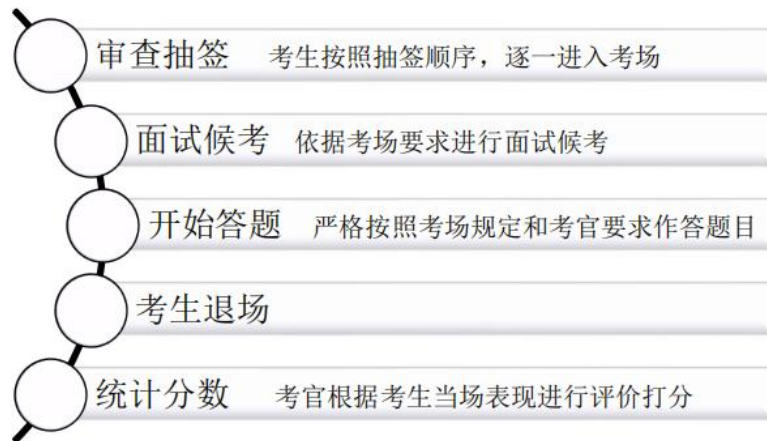 审查抽签 考生按照抽签顺序，逐一进入考场
面试候考 依据考场要求进行面试候考
开始答题 严格按照考场规定和考官要求作答题目
考生退场
统计分数 考官根据考生当场表现进行评价打分